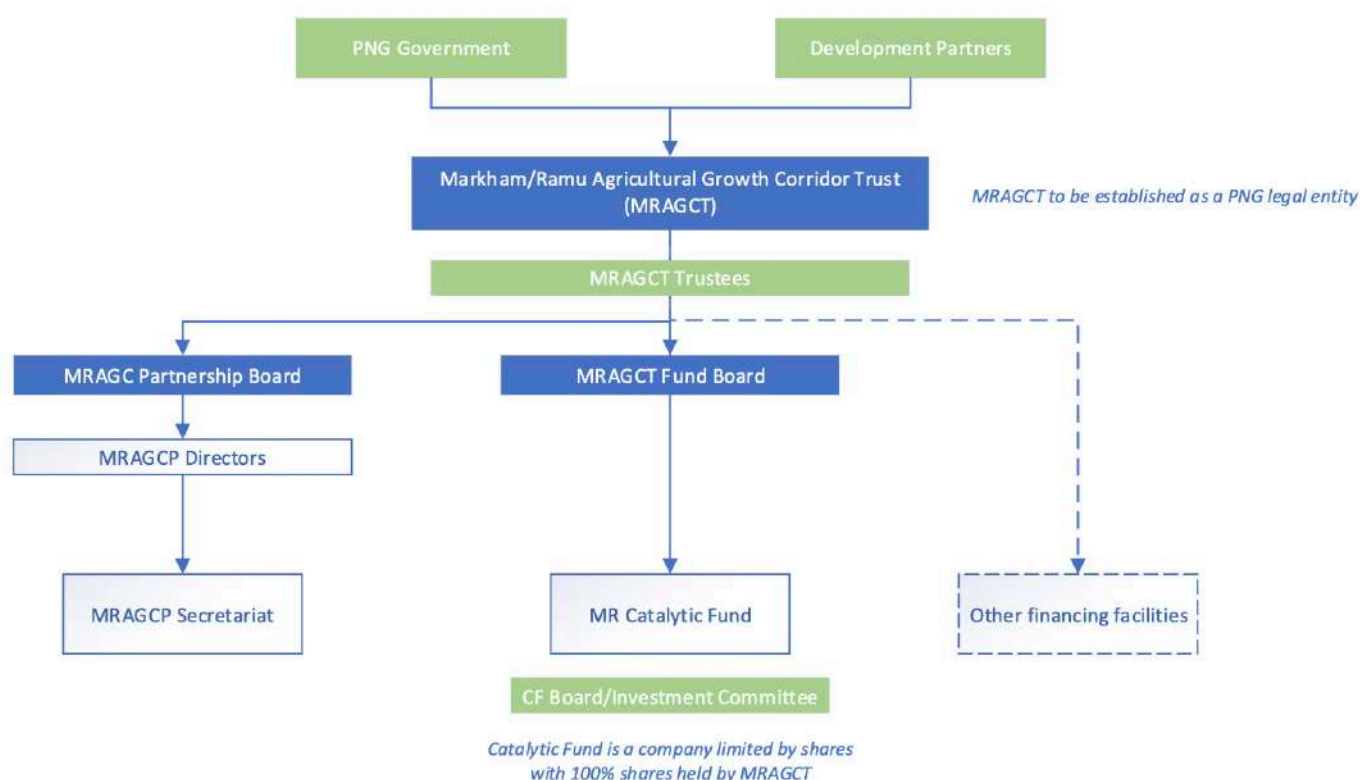 PNG Government
Development Partners
Markham/Ramu Agricultural Growth Corridor Trust
(MRAGCT)
MRAGCT to be established as a PNG legal entity
MRAGCT Trustees
MRAGC Partnership Board
MRAGCT Fund Board
MRAGCP Directors
MRAGCP Secretariat
MR Catalytic Fund
Other financing facilities
CF Board/Investment Committee
Catalytic Fund is a company limited by shares
with 100% shares held by MRAGCT